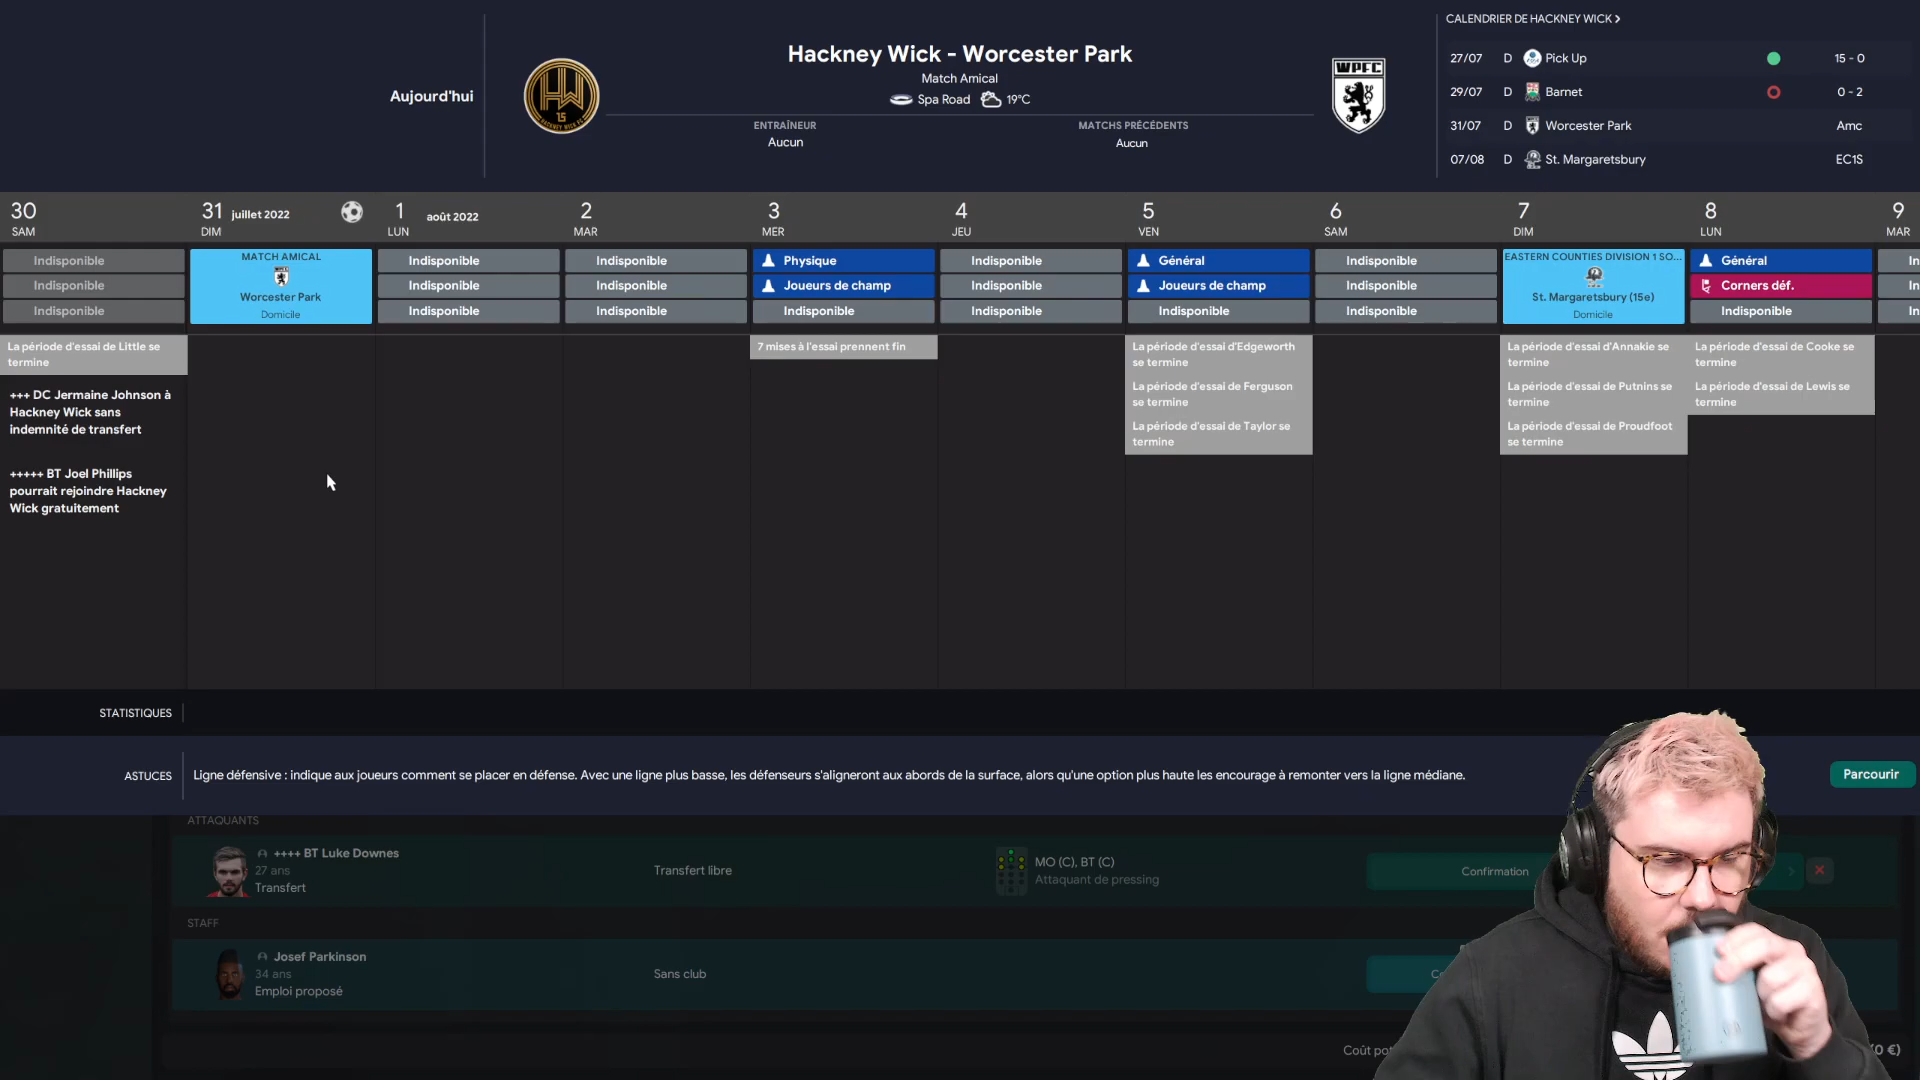 CALENDRIER DE HACKNEY WICK >
Aujourd'hui
Hackney Wick - Worcester Park
Match Amical
Spa Road 19°C
ENTRAÎNEUR
Aucun
MATCHS PRÉCÉDENTS
Aucun
HW
15
HACKNEY WICK FC
WPFC
27/07 D Pick Up 15 - 0
29/07 D Barnet 0 - 2
31/07 D Worcester Park Amc
07/08 D St. Margaretsbury EC1S
30
SAM
31 juillet 2022
DIM
1 août 2022
LUN
2
MAR
3
MER
4
JEU
5
VEN
6
SAM
7
DIM
8
LUN
9
MAR
Indisponible
Indisponible
Indisponible
MATCH AMICAL
Worcester Park
Domicile
Indisponible
Indisponible
Indisponible
Indisponible
Indisponible
Indisponible
Physique
Joueurs de champ
Indisponible
Indisponible
Indisponible
Indisponible
Général
Joueurs de champ
Indisponible
Indisponible
Indisponible
Indisponible
EASTERN COUNTIES DIVISION 1 SO...
St. Margaretsbury (15e)
Domicile
Général
Corners déf.
Indisponible
In
In
In
La période d'essai de Little se
termine
+++ DC Jermaine Johnson à
Hackney Wick sans
indemnité de transfert
+++++ BT Joel Phillips
pourrait rejoindre Hackney
Wick gratuitement
7 mises à l'essai prennent fin
La période d'essai d'Edgeworth
se termine
La période d'essai de Ferguson
se termine
La période d'essai de Taylor se
termine
La période d'essai d'Annakie se
termine
La période d'essai de Putnins se
termine
La période d'essai de Proudfoot
se termine
La période d'essai de Cooke se
termine
La période d'essai de Lewis se
termine
STATISTIQUES
ASTUCES
Ligne défensive : indique aux joueurs comment se placer en défense. Avec une ligne plus basse, les défenseurs s'aligneront aux abords de la surface, alors qu'une option plus haute les encourage à remonter vers la ligne médiane.
Parcourir
ATTAQUANTS
++++ BT Luke Downes
27 ans
Transfert
Transfert libre
MO (C), BT (C)
Attaquant de pressing
Confirmation
STAFF
Josef Parkinson
34 ans
Emploi proposé
Sans club
Co
Coût pot
(0 €)